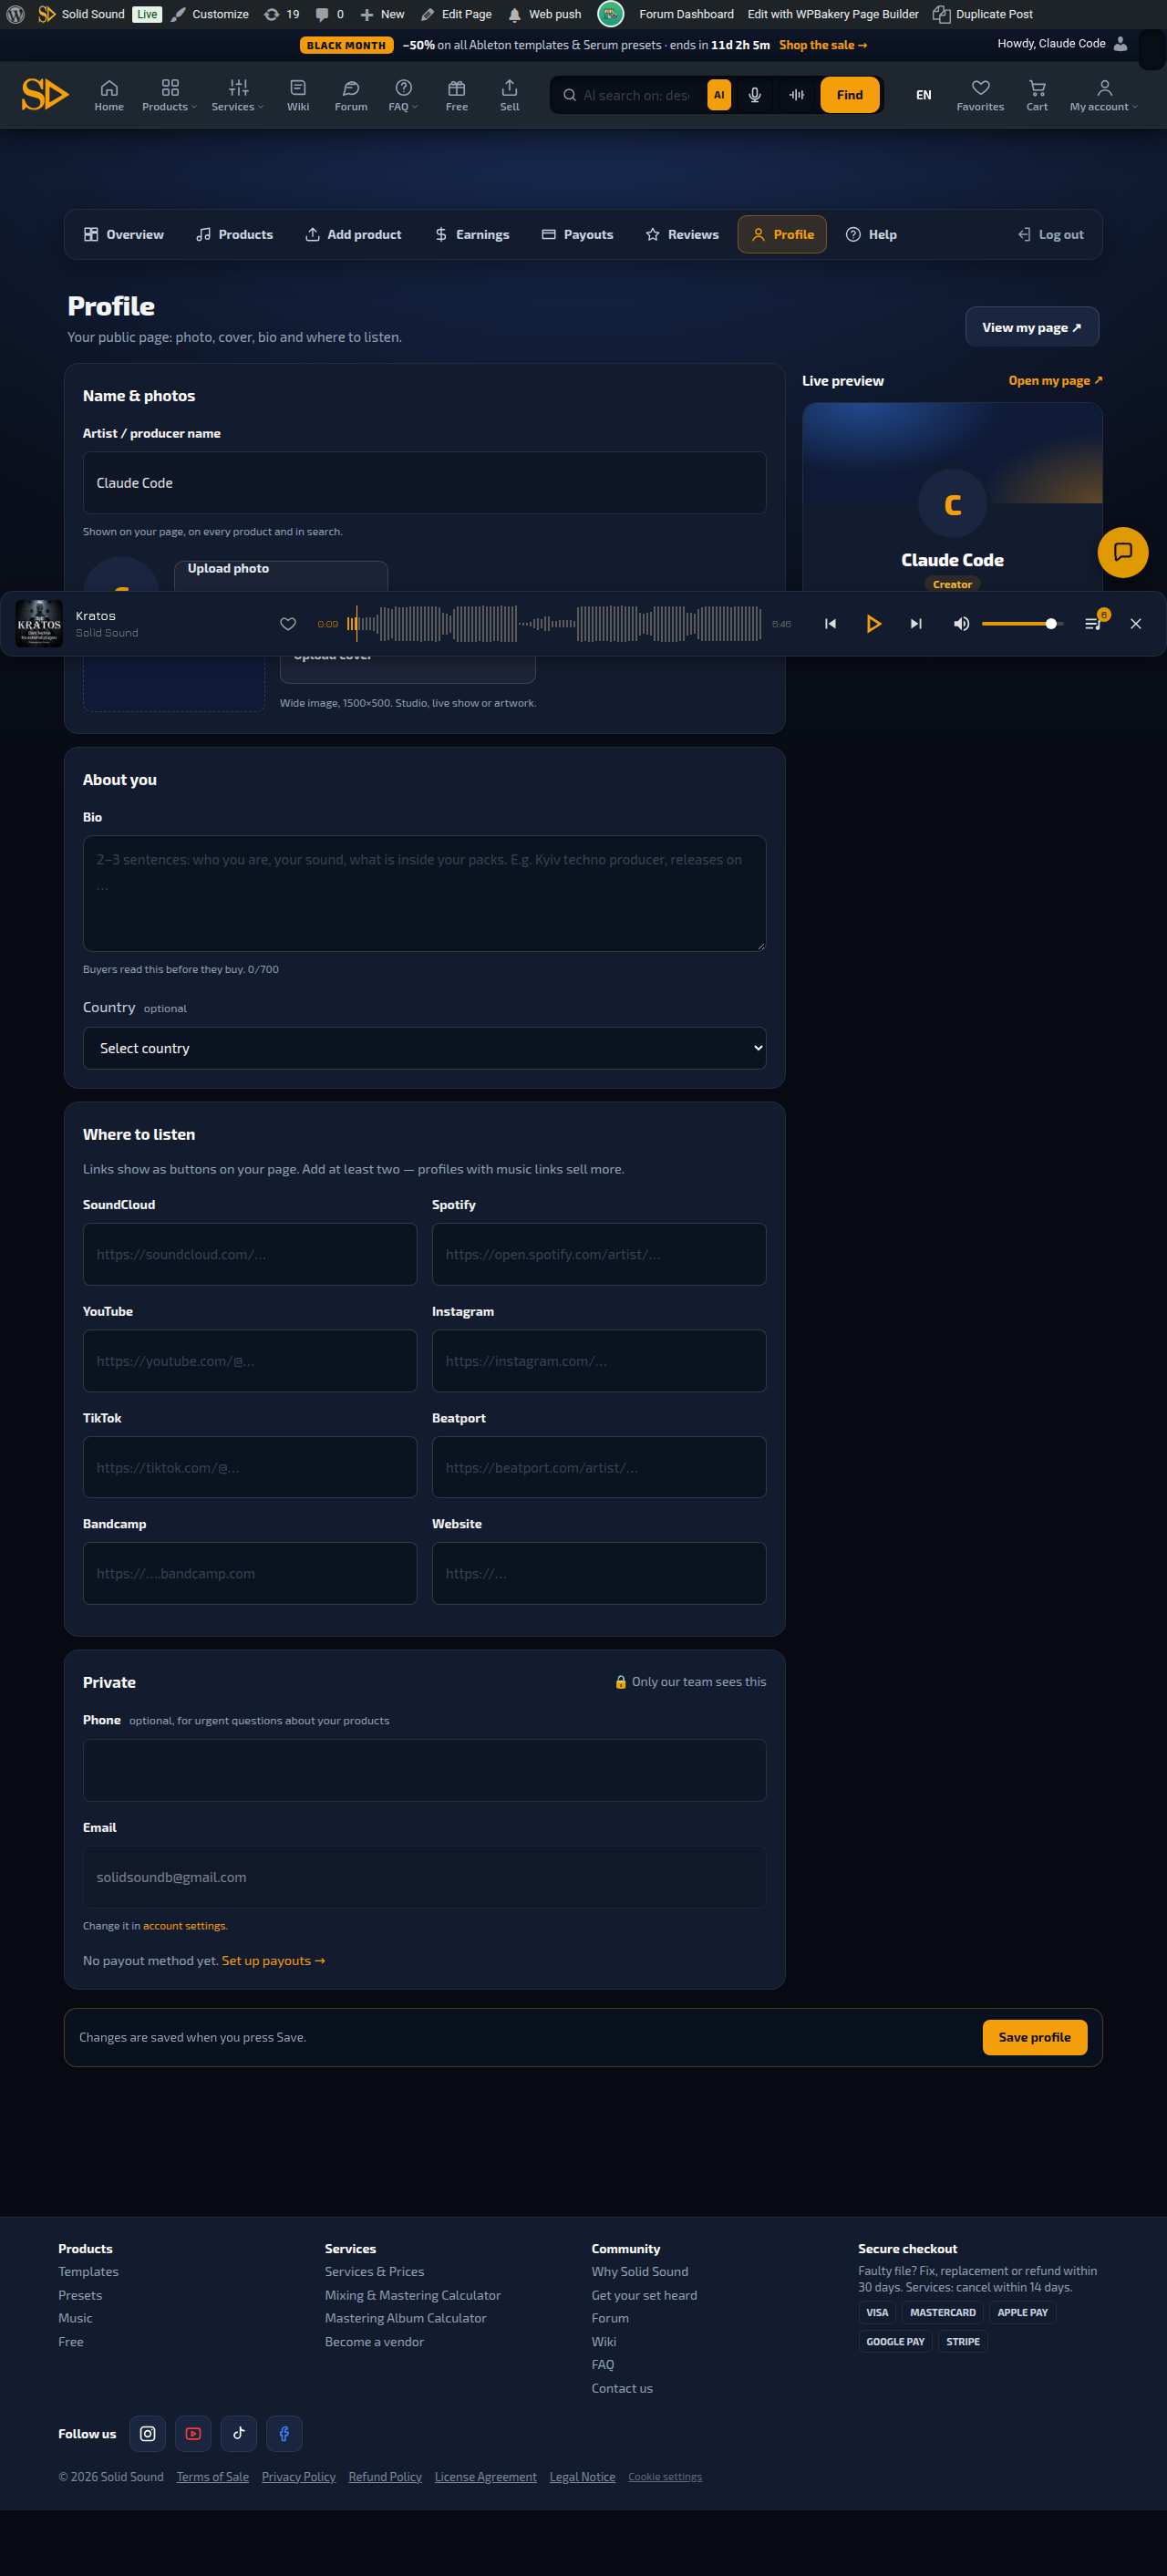 Solid Sound
Live
Customize
19
0
New
Edit Page
Web push
Forum Dashboard
Edit with WPBakery Page Builder
Duplicate Post
BLACK MONTH
−50% on all Ableton templates & Serum presets · ends in 11d 2h 5m
Shop the sale →
Howdy, Claude Code
Home
Products
Services
Wiki
Forum
FAQ
Free
Sell
AI search on: des
AI
Find
EN
Favorites
Cart
My account
Overview
Products
Add product
Earnings
Payouts
Reviews
Profile
Help
Log out
Profile
Your public page: photo, cover, bio and where to listen.
View my page ↗
Name & photos
Artist / producer name
Claude Code
Shown on your page, on every product and in search.
Upload photo
Live preview
Open my page ↗
C
Claude Code
Creator
KRATOS
Kratos
Solid Sound
0:09
6
Wide image, 1500×500. Studio, live show or artwork.
About you
Bio
2–3 sentences: who you are, your sound, what is inside your packs. E.g. Kyiv techno producer, releases on
…
Buyers read this before they buy. 0/700
Country optional
Select country
Where to listen
Links show as buttons on your page. Add at least two — profiles with music links sell more.
SoundCloud
Spotify
https://soundcloud.com/…
https://open.spotify.com/artist/…
YouTube
Instagram
https://youtube.com/@…
https://instagram.com/…
TikTok
Beatport
https://tiktok.com/@…
https://beatport.com/artist/…
Bandcamp
Website
https://….bandcamp.com
https://…
Private
🔒 Only our team sees this
Phone optional, for urgent questions about your products
Email
solidsoundb@gmail.com
Change it in account settings.
No payout method yet. Set up payouts →
Changes are saved when you press Save.
Save profile
Products
Templates
Presets
Music
Free
Services
Services & Prices
Mixing & Mastering Calculator
Mastering Album Calculator
Become a vendor
Community
Why Solid Sound
Get your set heard
Forum
Wiki
FAQ
Contact us
Secure checkout
Faulty file? Fix, replacement or refund within
30 days. Services: cancel within 14 days.
VISA
MASTERCARD
APPLE PAY
GOOGLE PAY
STRIPE
Follow us
© 2026 Solid Sound
Terms of Sale
Privacy Policy
Refund Policy
License Agreement
Legal Notice
Cookie settings